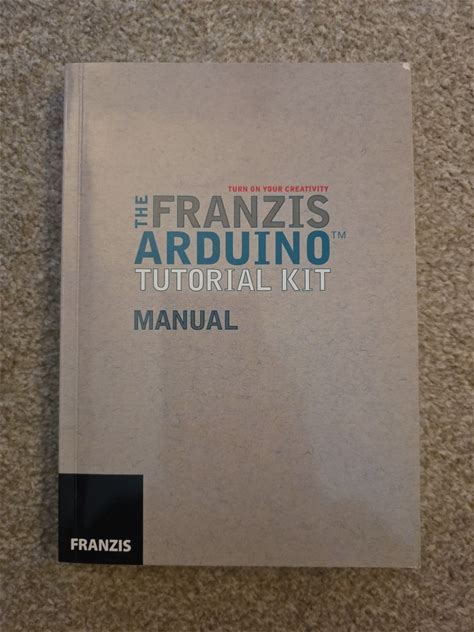 TURN ON YOUR CREATIVITY
THE FRANZIS
ARDUINO™
TUTORIAL KIT
MANUAL
FRANZIS